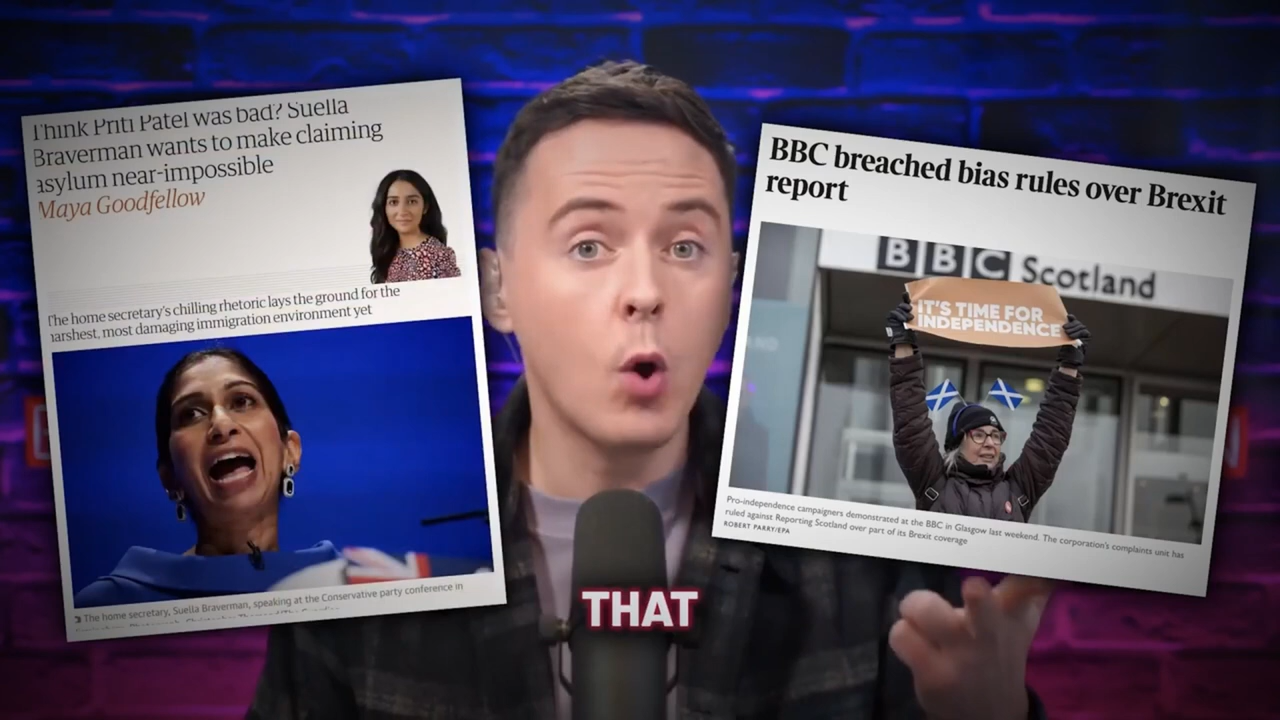 Think Priti Patel was bad? Suella
Braverman wants to make claiming
asylum near-impossible
Maya Goodfellow
The home secretary's chilling rhetoric lays the ground for the
harshest, most damaging immigration environment yet
The home secretary, Suella Braverman, speaking at the Conservative party conference in
BBC breached bias rules over Brexit
report
BBC Scotland
IT'S TIME FOR
INDEPENDENCE
Pro-independence campaigners demonstrated at the BBC in Glasgow last weekend. The corporation's complaints unit has
ruled against Reporting Scotland over part of its Brexit coverage
ROBERT PARRY/EPA
THAT